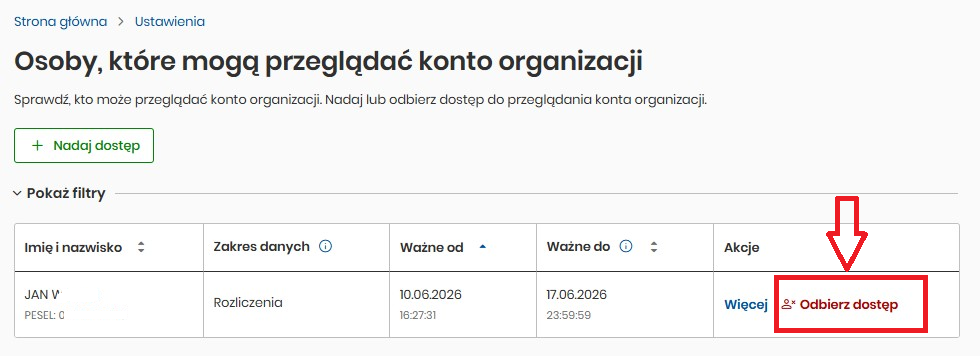 Strona główna > Ustawienia
Osoby, które mogą przeglądać konto organizacji
Sprawdź, kto może przeglądać konto organizacji. Nadaj lub odbierz dostęp do przeglądania konta organizacji.
+ Nadaj dostęp
Pokaż filtry
Imię i nazwisko Zakres danych Ważne od Ważne do Akcje
JAN W Rozliczenia 10.06.2026 17.06.2026 Więcej Odbierz dostęp
PESEL: 0 16:27:31 23:59:59